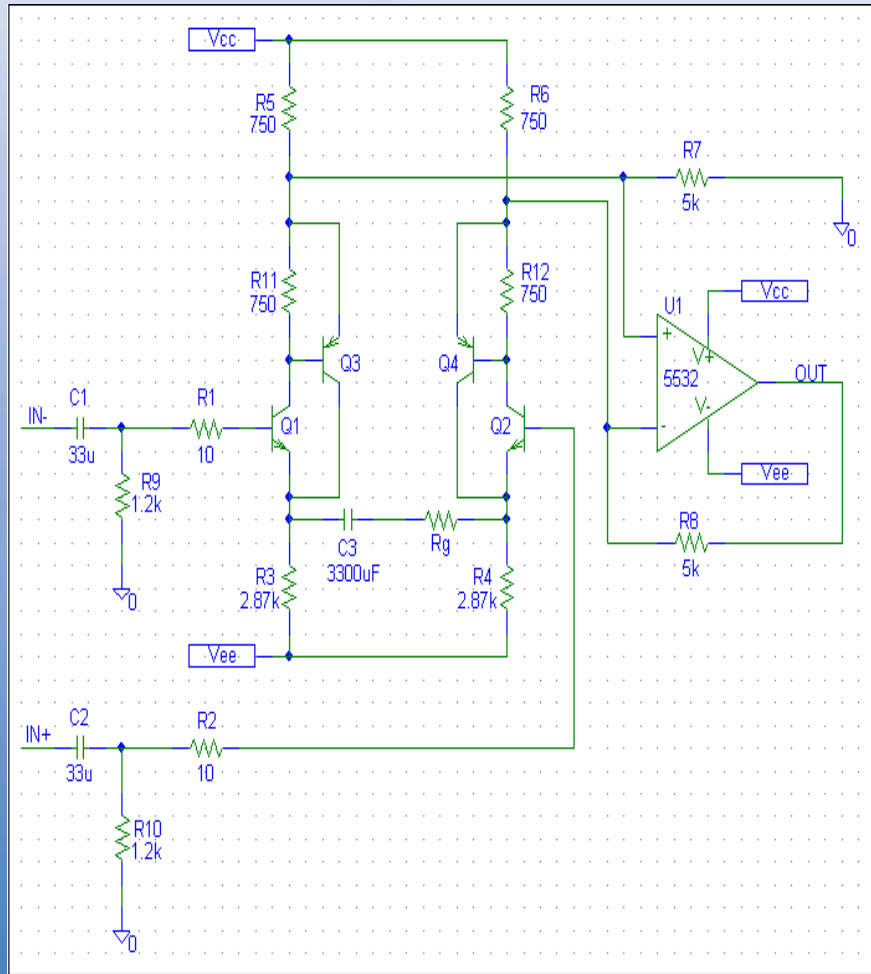 Vcc
R5
750
R6
750
R7
5k
0
R11
750
R12
750
Q3
Q4
U1
Vcc
+
V+
5532
OUT
V-
-
Vee
C1
IN-
33u
R1
10
Q1
Q2
R9
1.2k
0
C3
3300uF
Rg
R8
5k
R3
2.87k
R4
2.87k
Vee
C2
IN+
33u
R2
10
R10
1.2k
0